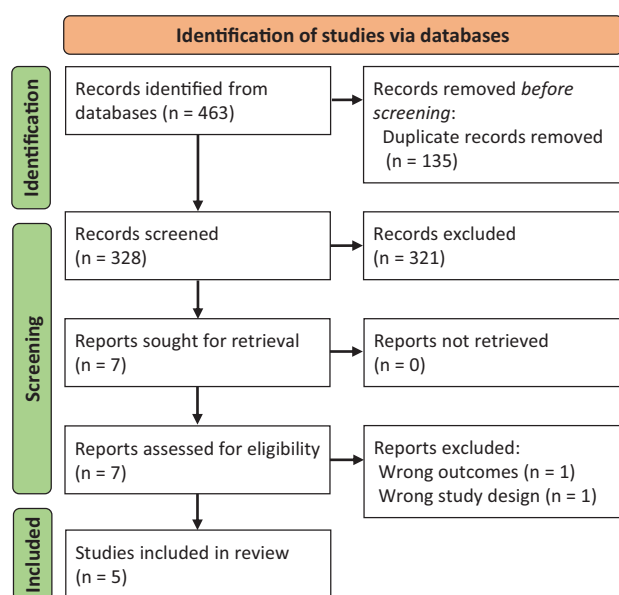 Identification of studies via databases
Identification
Records identified from
databases (n = 463)
Records removed before
screening:
Duplicate records removed
(n = 135)
Screening
Records screened
(n = 328)
Records excluded
(n = 321)
Reports sought for retrieval
(n = 7)
Reports not retrieved
(n = 0)
Reports assessed for eligibility
(n = 7)
Reports excluded:
Wrong outcomes (n = 1)
Wrong study design (n = 1)
Included
Studies included in review
(n = 5)